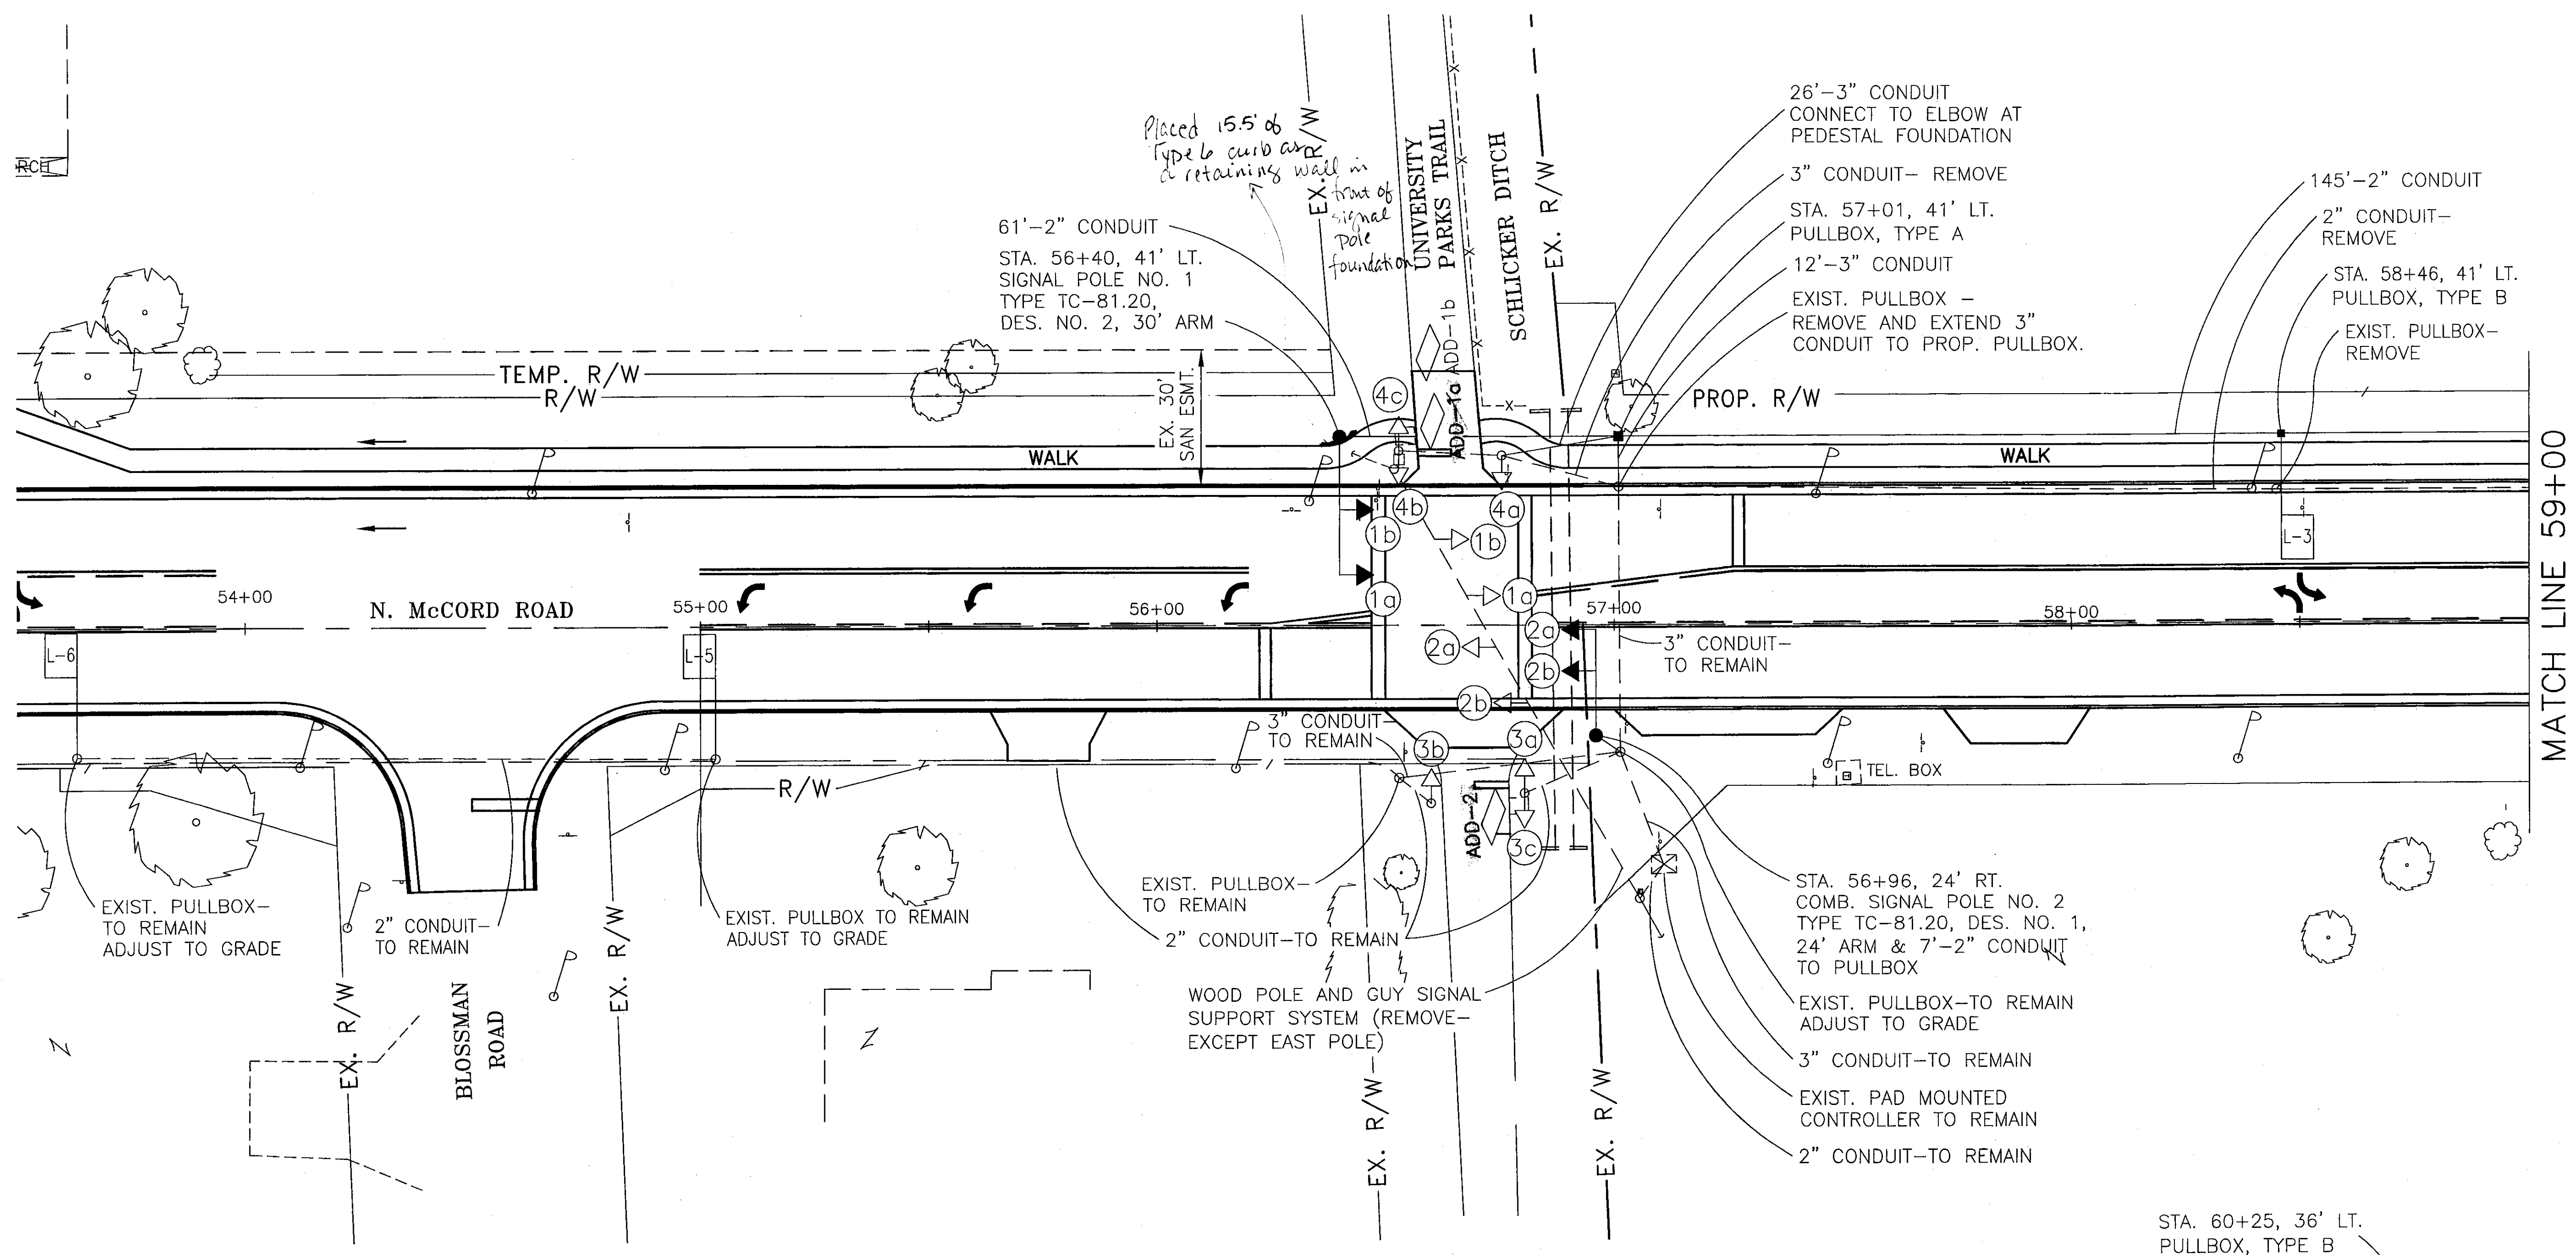 RCE
Placed 15.5' of
Type 6 curb as
a retaining wall in
front of
signal
pole
foundation
EX. R/W
UNIVERSITY
PARKS TRAIL
SCHLICKER DITCH
EX. R/W
26'-3" CONDUIT
CONNECT TO ELBOW AT
PEDESTAL FOUNDATION
3" CONDUIT- REMOVE
STA. 57+01, 41' LT.
PULLBOX, TYPE A
12'-3" CONDUIT
EXIST. PULLBOX -
REMOVE AND EXTEND 3"
CONDUIT TO PROP. PULLBOX.
145'-2" CONDUIT
2" CONDUIT-
REMOVE
STA. 58+46, 41' LT.
PULLBOX, TYPE B
EXIST. PULLBOX-
REMOVE
61'-2" CONDUIT
STA. 56+40, 41' LT.
SIGNAL POLE NO. 1
TYPE TC-81.20,
DES. NO. 2, 30' ARM
TEMP. R/W
R/W
EX. 30'
SAN ESMT.
ADD-1b
ADD-1a
4c
PROP. R/W
WALK
WALK
4b
4a
1b
1b
1a
1a
2a
2a
2b
2b
3b
3a
3c
L-3
L-6
L-5
54+00
N. McCORD ROAD
55+00
56+00
57+00
58+00
MATCH LINE 59+00
3" CONDUIT-
TO REMAIN
3" CONDUIT-
TO REMAIN
R/W
TEL. BOX
ADD-2
EXIST. PULLBOX-
TO REMAIN
ADJUST TO GRADE
2" CONDUIT-
TO REMAIN
EXIST. PULLBOX TO REMAIN
ADJUST TO GRADE
EXIST. PULLBOX-
TO REMAIN
2" CONDUIT-TO REMAIN
WOOD POLE AND GUY SIGNAL
SUPPORT SYSTEM (REMOVE-
EXCEPT EAST POLE)
STA. 56+96, 24' RT.
COMB. SIGNAL POLE NO. 2
TYPE TC-81.20, DES. NO. 1,
24' ARM & 7'-2" CONDUIT
TO PULLBOX
EXIST. PULLBOX-TO REMAIN
ADJUST TO GRADE
3" CONDUIT-TO REMAIN
EXIST. PAD MOUNTED
CONTROLLER TO REMAIN
2" CONDUIT-TO REMAIN
EX. R/W
BLOSSMAN
ROAD
EX. R/W
EX. R/W
EX. R/W
STA. 60+25, 36' LT.
PULLBOX, TYPE B